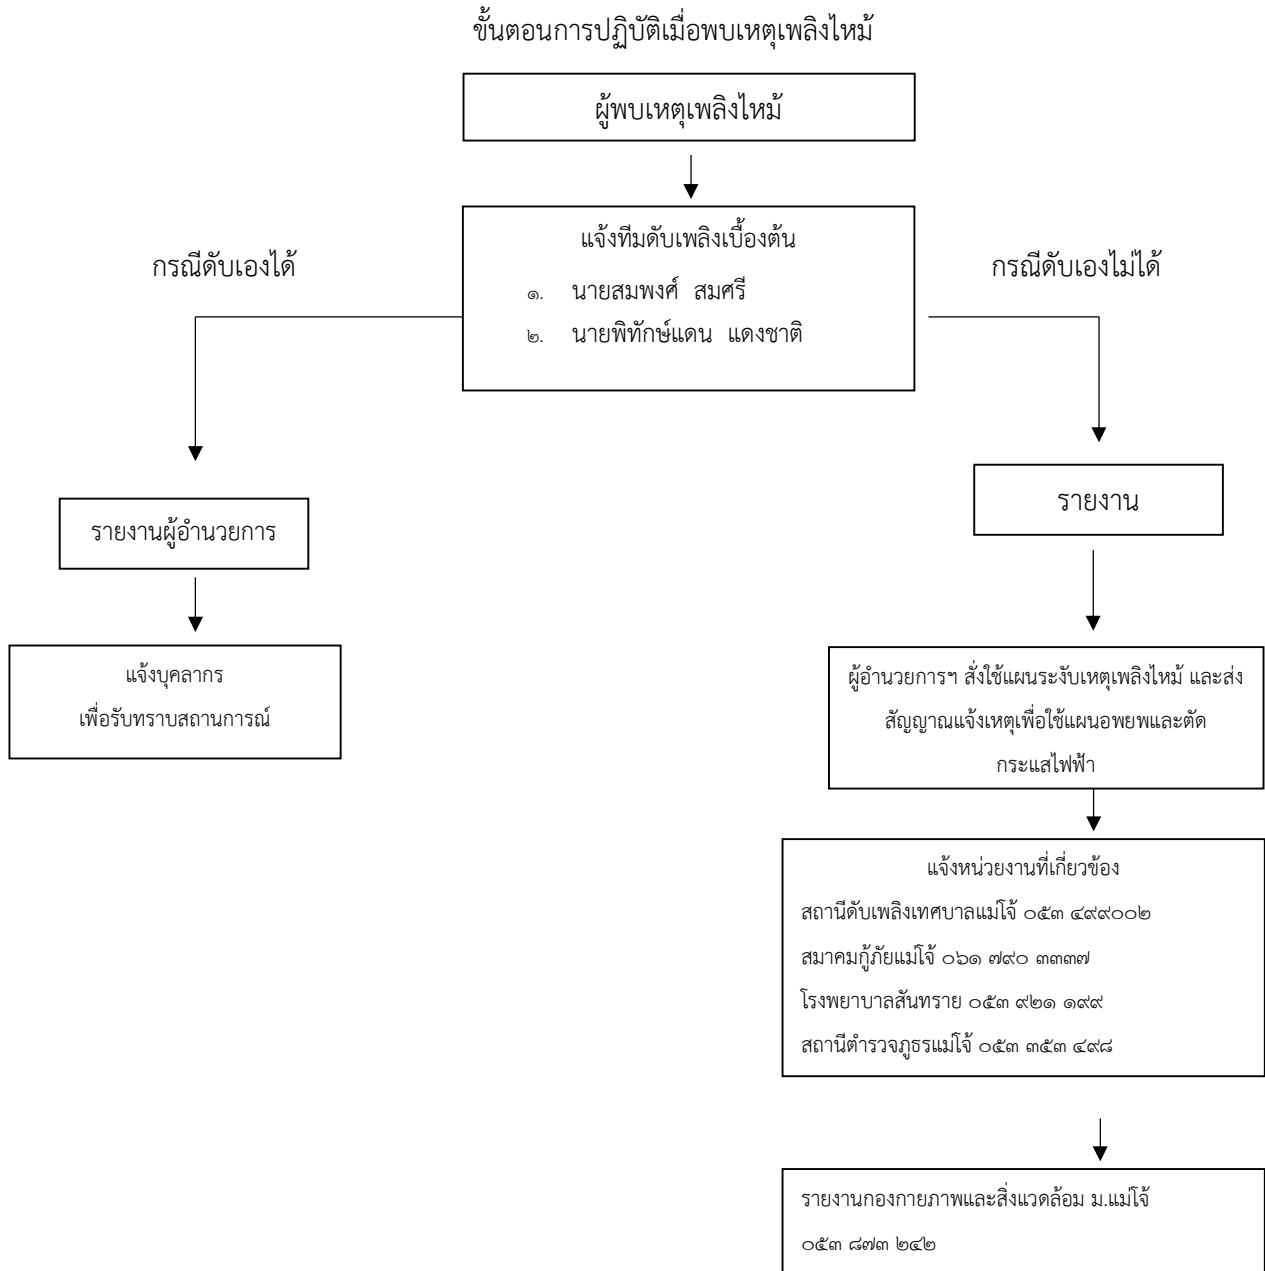 ขั้นตอนการปฏิบัติเมื่อพบเหตุเพลิงไหม้
ผู้พบเหตุเพลิงไหม้
แจ้งทีมดับเพลิงเบื้องต้น
๑. นายสมพงศ์ สมศรี
๒. นายพิทักษ์แดน แดงชาติ
กรณีดับเองได้
กรณีดับเองไม่ได้
รายงานผู้อำนวยการ
แจ้งบุคลากร
เพื่อรับทราบสถานการณ์
รายงาน
ผู้อำนวยการฯ สั่งใช้แผนระงับเหตุเพลิงไหม้ และส่ง
สัญญาณแจ้งเหตุเพื่อใช้แผนอพยพและตัด
กระแสไฟฟ้า
แจ้งหน่วยงานที่เกี่ยวข้อง
สถานีดับเพลิงเทศบาลแม่โจ้ ๐๕๓ ๔๙๙๐๐๒
สมาคมกู้ภัยแม่โจ้ ๐๖๑ ๗๙๐ ๓๓๓๗
โรงพยาบาลสันทราย ๐๕๓ ๙๒๑ ๑๙๙
สถานีตำรวจภูธรแม่โจ้ ๐๕๓ ๓๕๓ ๔๙๘
รายงานกองกายภาพและสิ่งแวดล้อม ม.แม่โจ้
๐๕๓ ๘๗๓ ๒๔๒